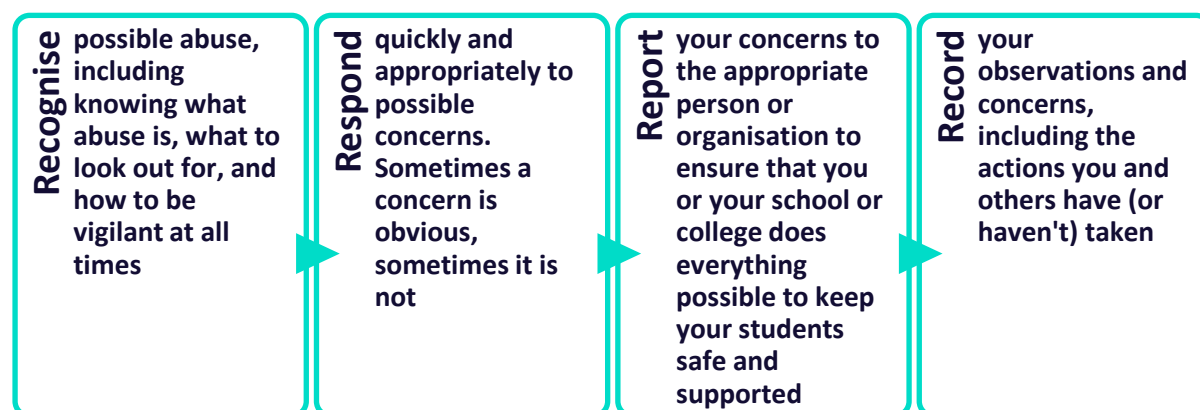 Recognise
possible abuse,
including
knowing what
abuse is, what to
look out for, and
how to be
vigilant at all
times
Respond
quickly and
appropriately to
possible
concerns.
Sometimes a
concern is
obvious,
sometimes it is
not
Report
your concerns to
the appropriate
person or
organisation to
ensure that you
or your school or
college does
everything
possible to keep
your students
safe and
supported
Record
your
observations and
concerns,
including the
actions you and
others have (or
haven't) taken